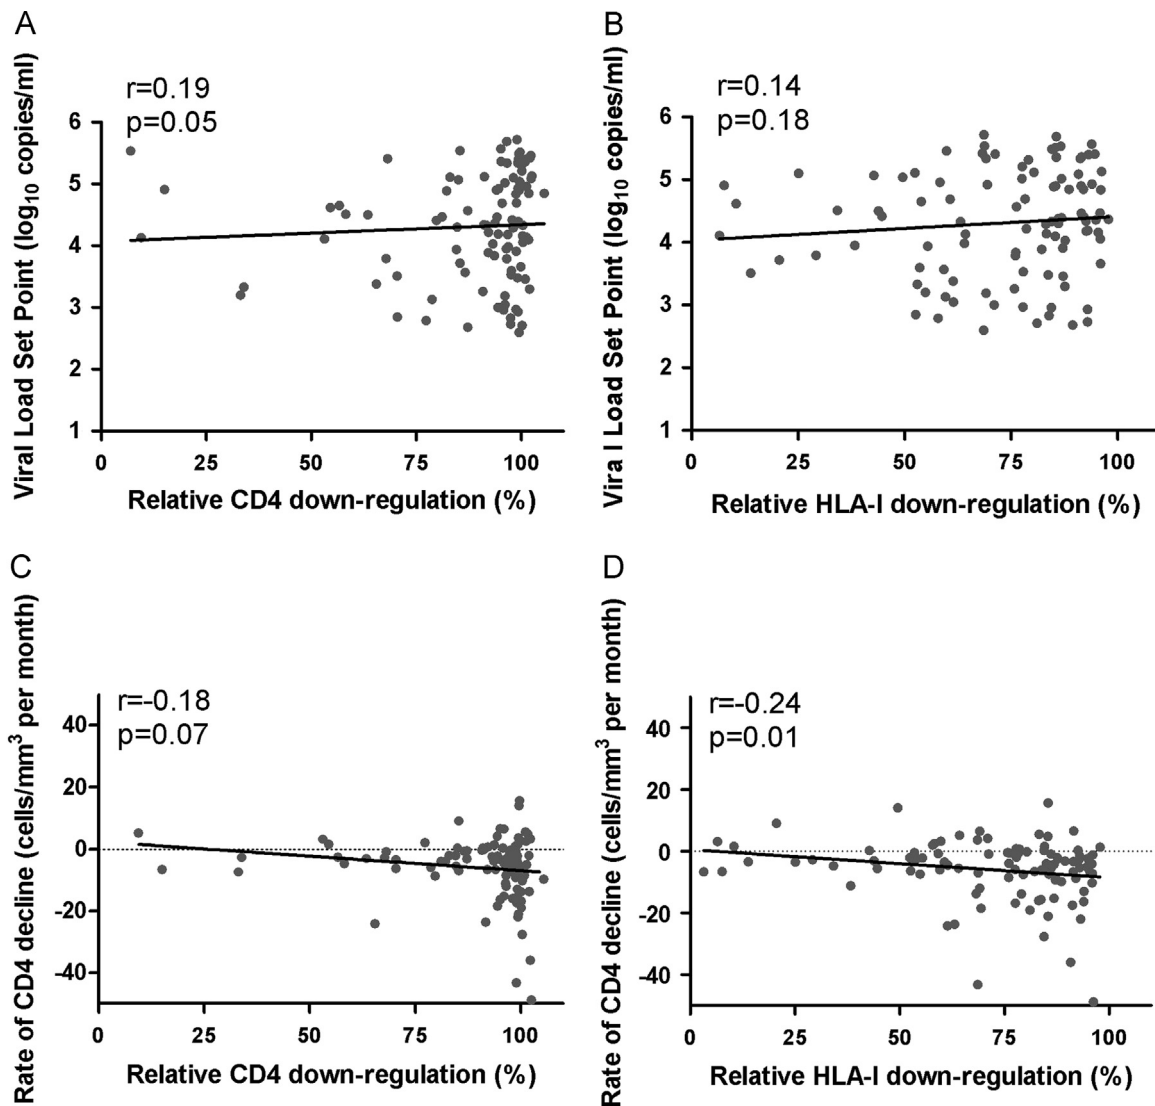 A
Viral Load Set Point (log10 copies/ml)
r=0.19
p=0.05
6
5
4
3
2
1
0
25
50
75
100
Relative CD4 down-regulation (%)
B
Vira l Load Set Point (log10 copies/ml)
r=0.14
p=0.18
6
5
4
3
2
1
0
25
50
75
100
Relative HLA-I down-regulation (%)
C
Rate of CD4 decline (cells/mm3 per month)
r=-0.18
p=0.07
40
20
0
-20
-40
0
25
50
75
100
Relative CD4 down-regulation (%)
D
Rate of CD4 decline (cells/mm3 per month)
r=-0.24
p=0.01
40
20
0
-20
-40
0
25
50
75
100
Relative HLA-I down-regulation (%)